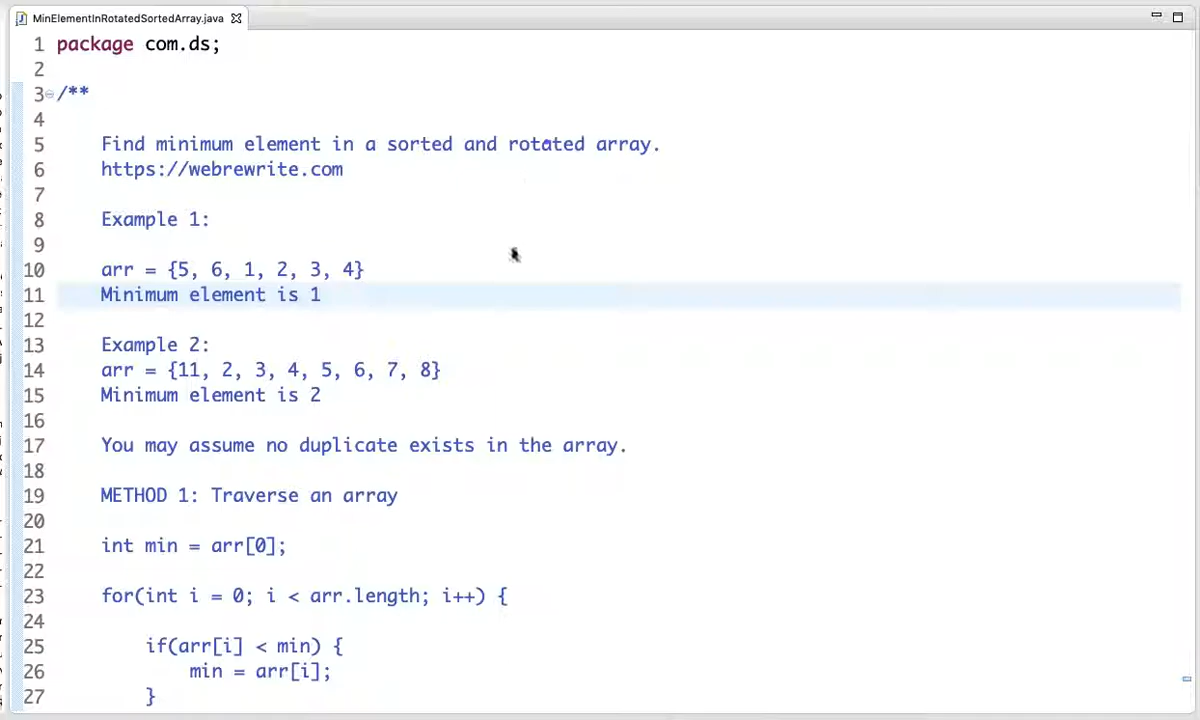 MinElementInRotatedSortedArray.java
1 package com.ds;
2
3 /**
4
5 Find minimum element in a sorted and rotated array.
6 https://webrewrite.com
7
8 Example 1:
9
10 arr = {5, 6, 1, 2, 3, 4}
11 Minimum element is 1
12
13 Example 2:
14 arr = {11, 2, 3, 4, 5, 6, 7, 8}
15 Minimum element is 2
16
17 You may assume no duplicate exists in the array.
18
19 METHOD 1: Traverse an array
20
21 int min = arr[0];
22
23 for(int i = 0; i < arr.length; i++) {
24
25 if(arr[i] < min) {
26 min = arr[i];
27 }